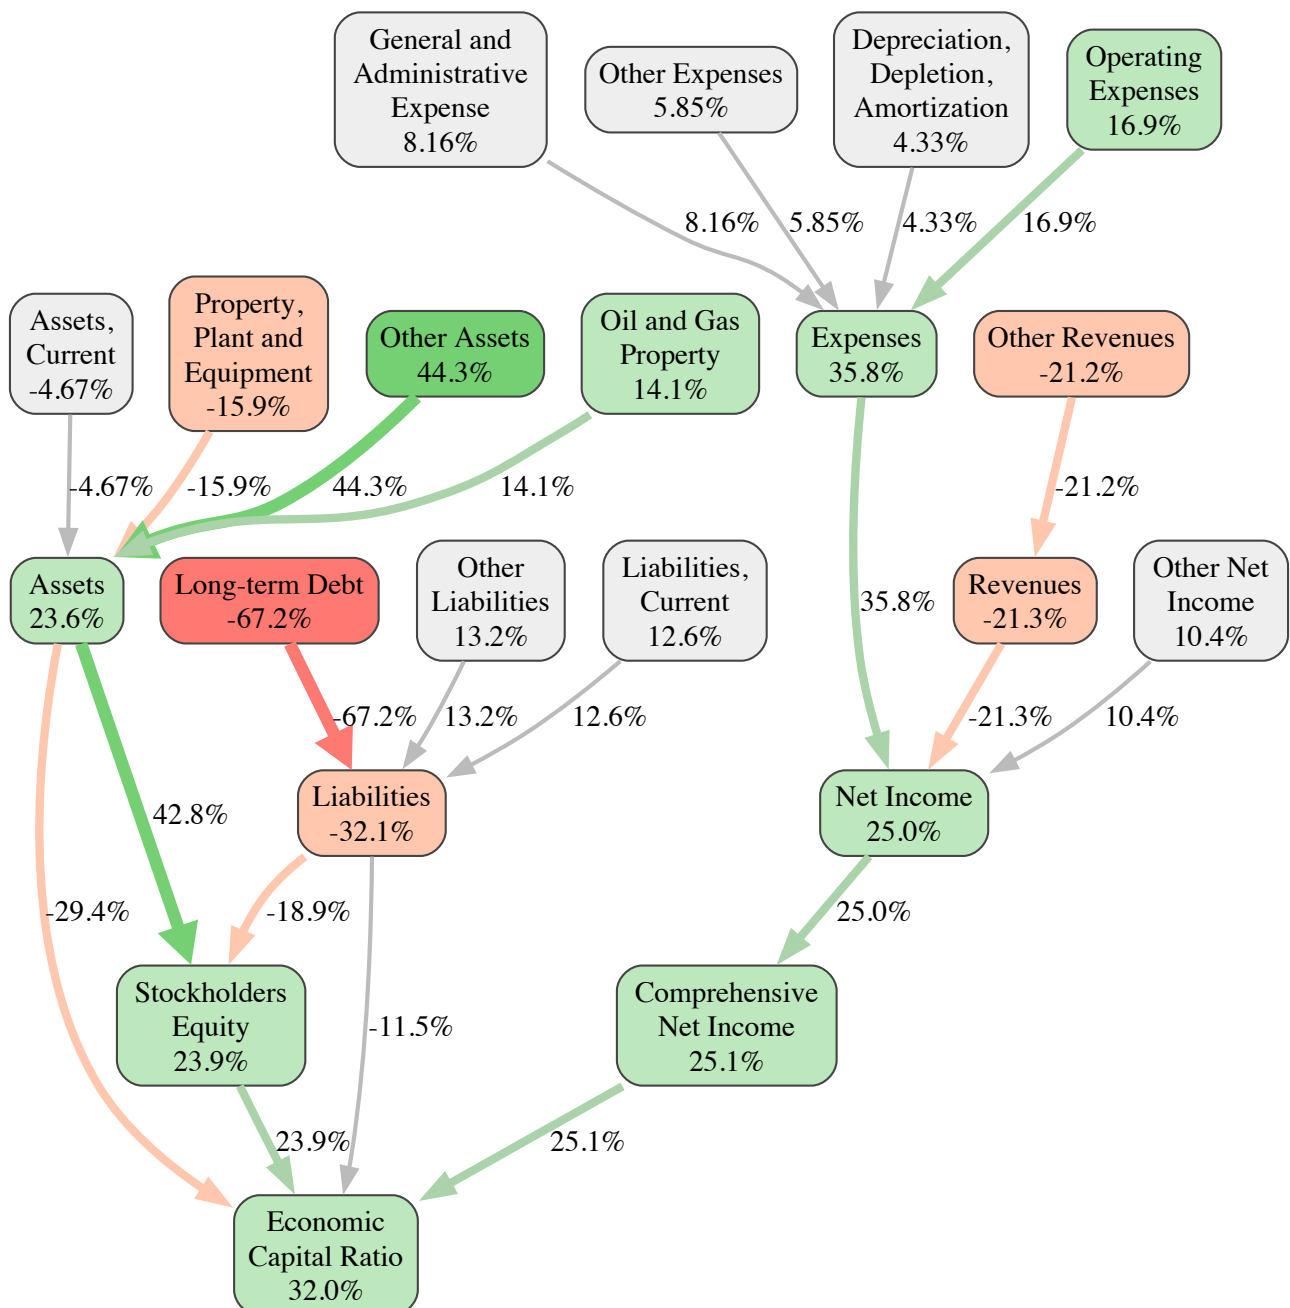 General and
Administrative
Expense
8.16%
Other Expenses
5.85%
Depreciation,
Depletion,
Amortization
4.33%
Operating
Expenses
16.9%
8.16%
5.85%
4.33%
16.9%
Assets,
Current
-4.67%
Property,
Plant and
Equipment
-15.9%
Other Assets
44.3%
Oil and Gas
Property
14.1%
Expenses
35.8%
Other Revenues
-21.2%
-4.67%
-15.9%
44.3%
14.1%
-21.2%
Assets
23.6%
Long-term Debt
-67.2%
Other
Liabilities
13.2%
Liabilities,
Current
12.6%
35.8%
Revenues
-21.3%
Other Net
Income
10.4%
-67.2%
13.2%
12.6%
-21.3%
10.4%
42.8%
Liabilities
-32.1%
Net Income
25.0%
-29.4%
-18.9%
25.0%
Stockholders
Equity
23.9%
-11.5%
Comprehensive
Net Income
25.1%
23.9%
25.1%
Economic
Capital Ratio
32.0%